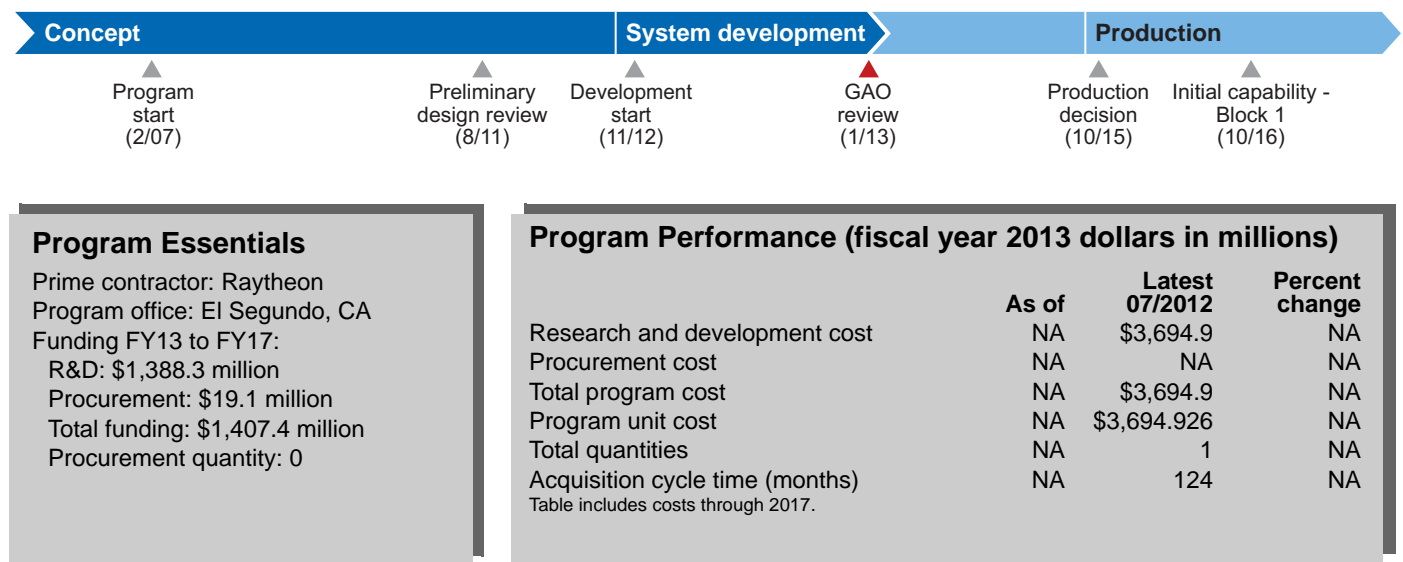 Concept
System development
Production
Program
start
(2/07)
Preliminary
design review
(8/11)
Development
start
(11/12)
GAO
review
(1/13)
Production
decision
(10/15)
Initial capability -
Block 1
(10/16)
Program Essentials
Prime contractor: Raytheon
Program office: El Segundo, CA
Funding FY13 to FY17:
R&D: $1,388.3 million
Procurement: $19.1 million
Total funding: $1,407.4 million
Procurement quantity: 0
Program Performance (fiscal year 2013 dollars in millions)
As of
Latest
07/2012
Percent
change
Research and development cost NA $3,694.9 NA
Procurement cost NA NA NA
Total program cost NA $3,694.9 NA
Program unit cost NA $3,694.926 NA
Total quantities NA 1 NA
Acquisition cycle time (months) NA 124 NA
Table includes costs through 2017.